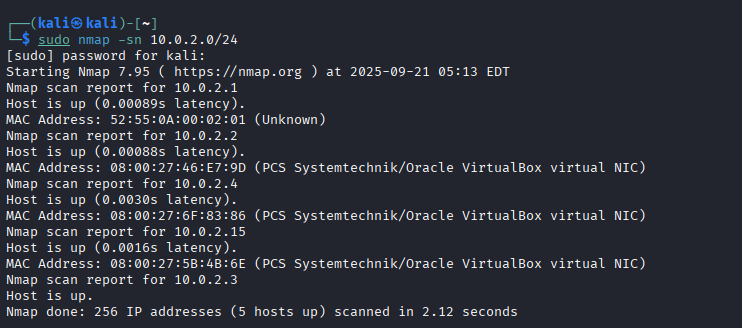 ┌──(kali㉿kali)-[~]
└─$ sudo nmap -sn 10.0.2.0/24
[sudo] password for kali:
Starting Nmap 7.95 ( https://nmap.org ) at 2025-09-21 05:13 EDT
Nmap scan report for 10.0.2.1
Host is up (0.00089s latency).
MAC Address: 52:55:0A:00:02:01 (Unknown)
Nmap scan report for 10.0.2.2
Host is up (0.00088s latency).
MAC Address: 08:00:27:46:E7:9D (PCS Systemtechnik/Oracle VirtualBox virtual NIC)
Nmap scan report for 10.0.2.4
Host is up (0.0030s latency).
MAC Address: 08:00:27:6F:83:86 (PCS Systemtechnik/Oracle VirtualBox virtual NIC)
Nmap scan report for 10.0.2.15
Host is up (0.0016s latency).
MAC Address: 08:00:27:5B:4B:6E (PCS Systemtechnik/Oracle VirtualBox virtual NIC)
Nmap scan report for 10.0.2.3
Host is up.
Nmap done: 256 IP addresses (5 hosts up) scanned in 2.12 seconds